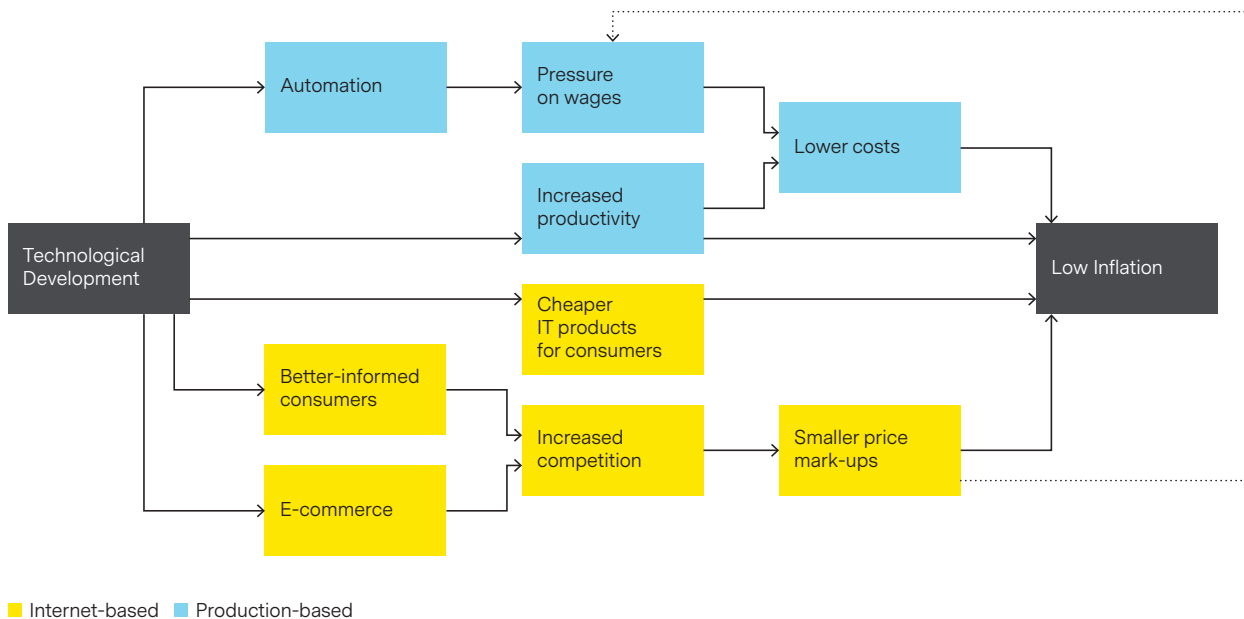 Automation
Pressure
on wages
Lower costs
Increased
productivity
Technological
Development
Low Inflation
Cheaper
IT products
for consumers
Better-informed
consumers
Increased
competition
Smaller price
mark-ups
E-commerce
Internet-based
Production-based